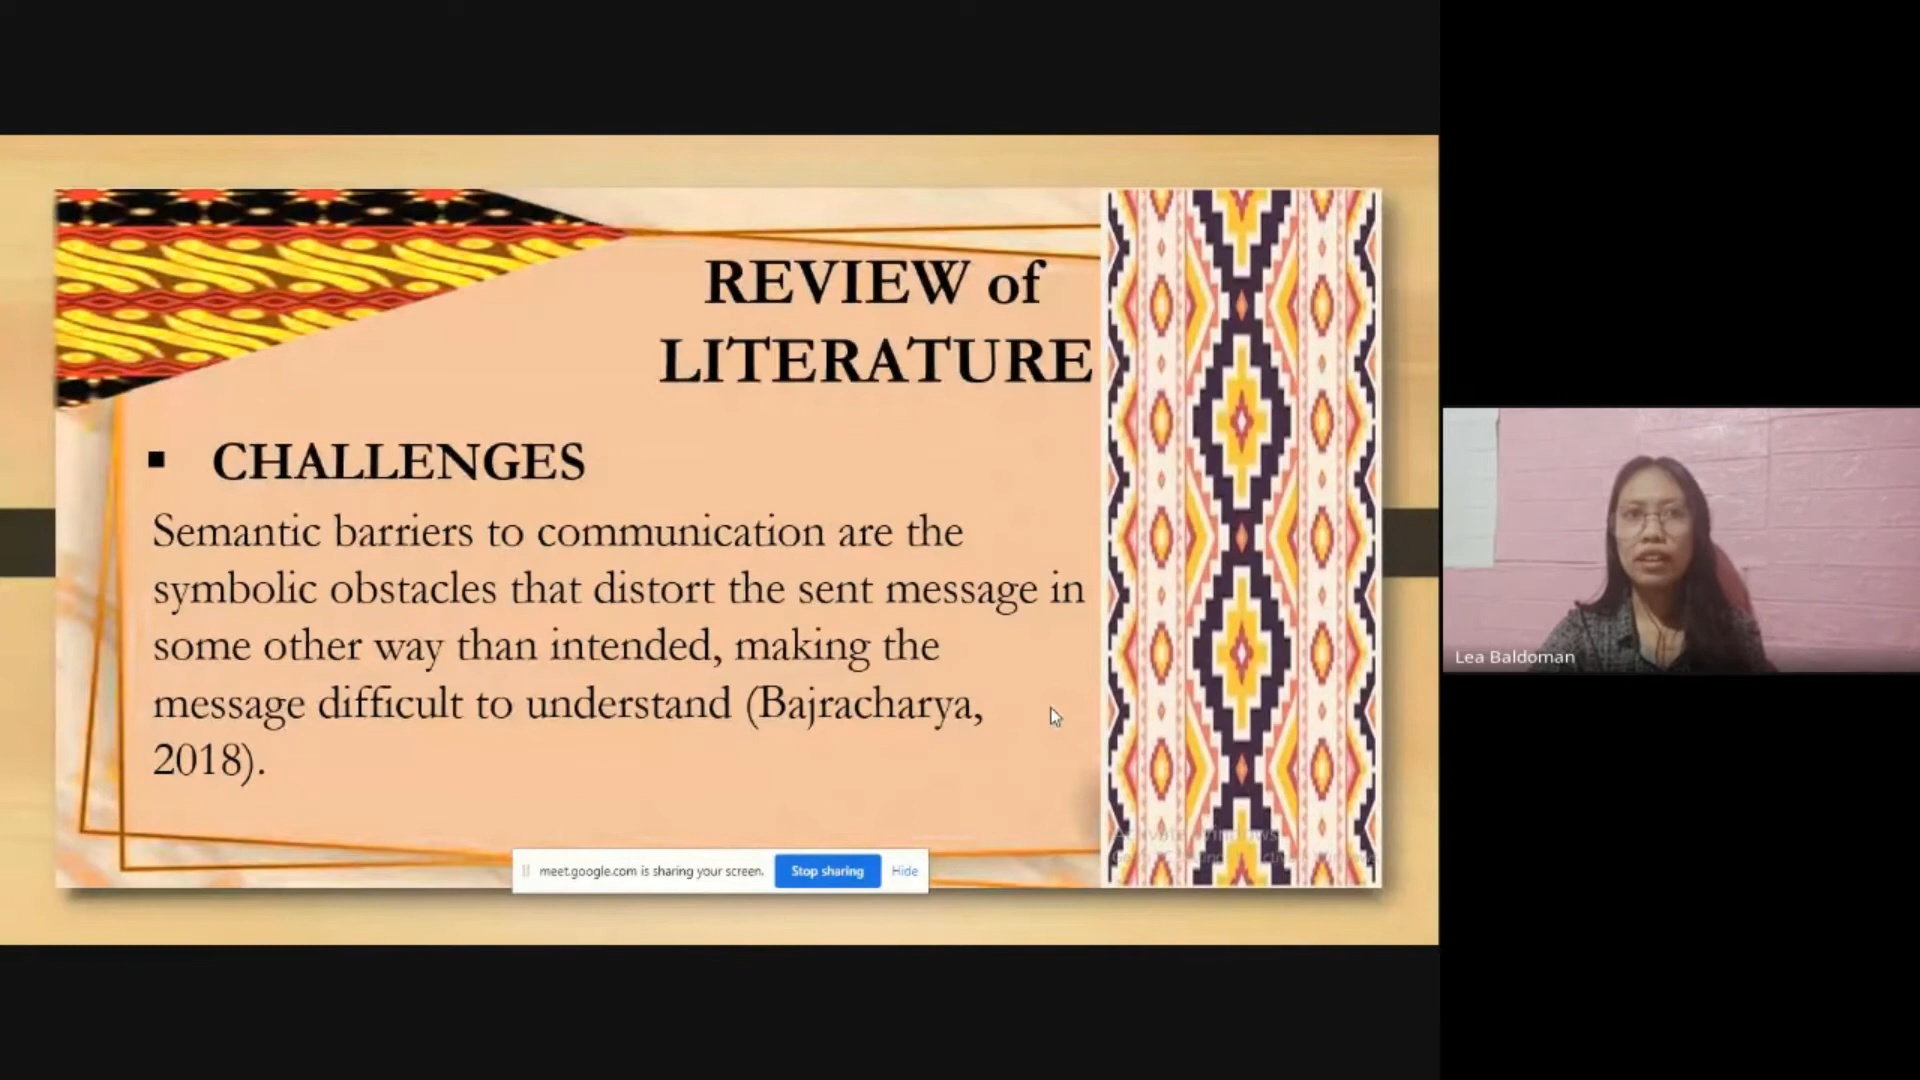 REVIEW of
LITERATURE
▪ CHALLENGES
Semantic barriers to communication are the
symbolic obstacles that distort the sent message in
some other way than intended, making the
message difficult to understand (Bajracharya,
2018).
meet.google.com is sharing your screen. Stop sharing Hide
Lea Baldoman